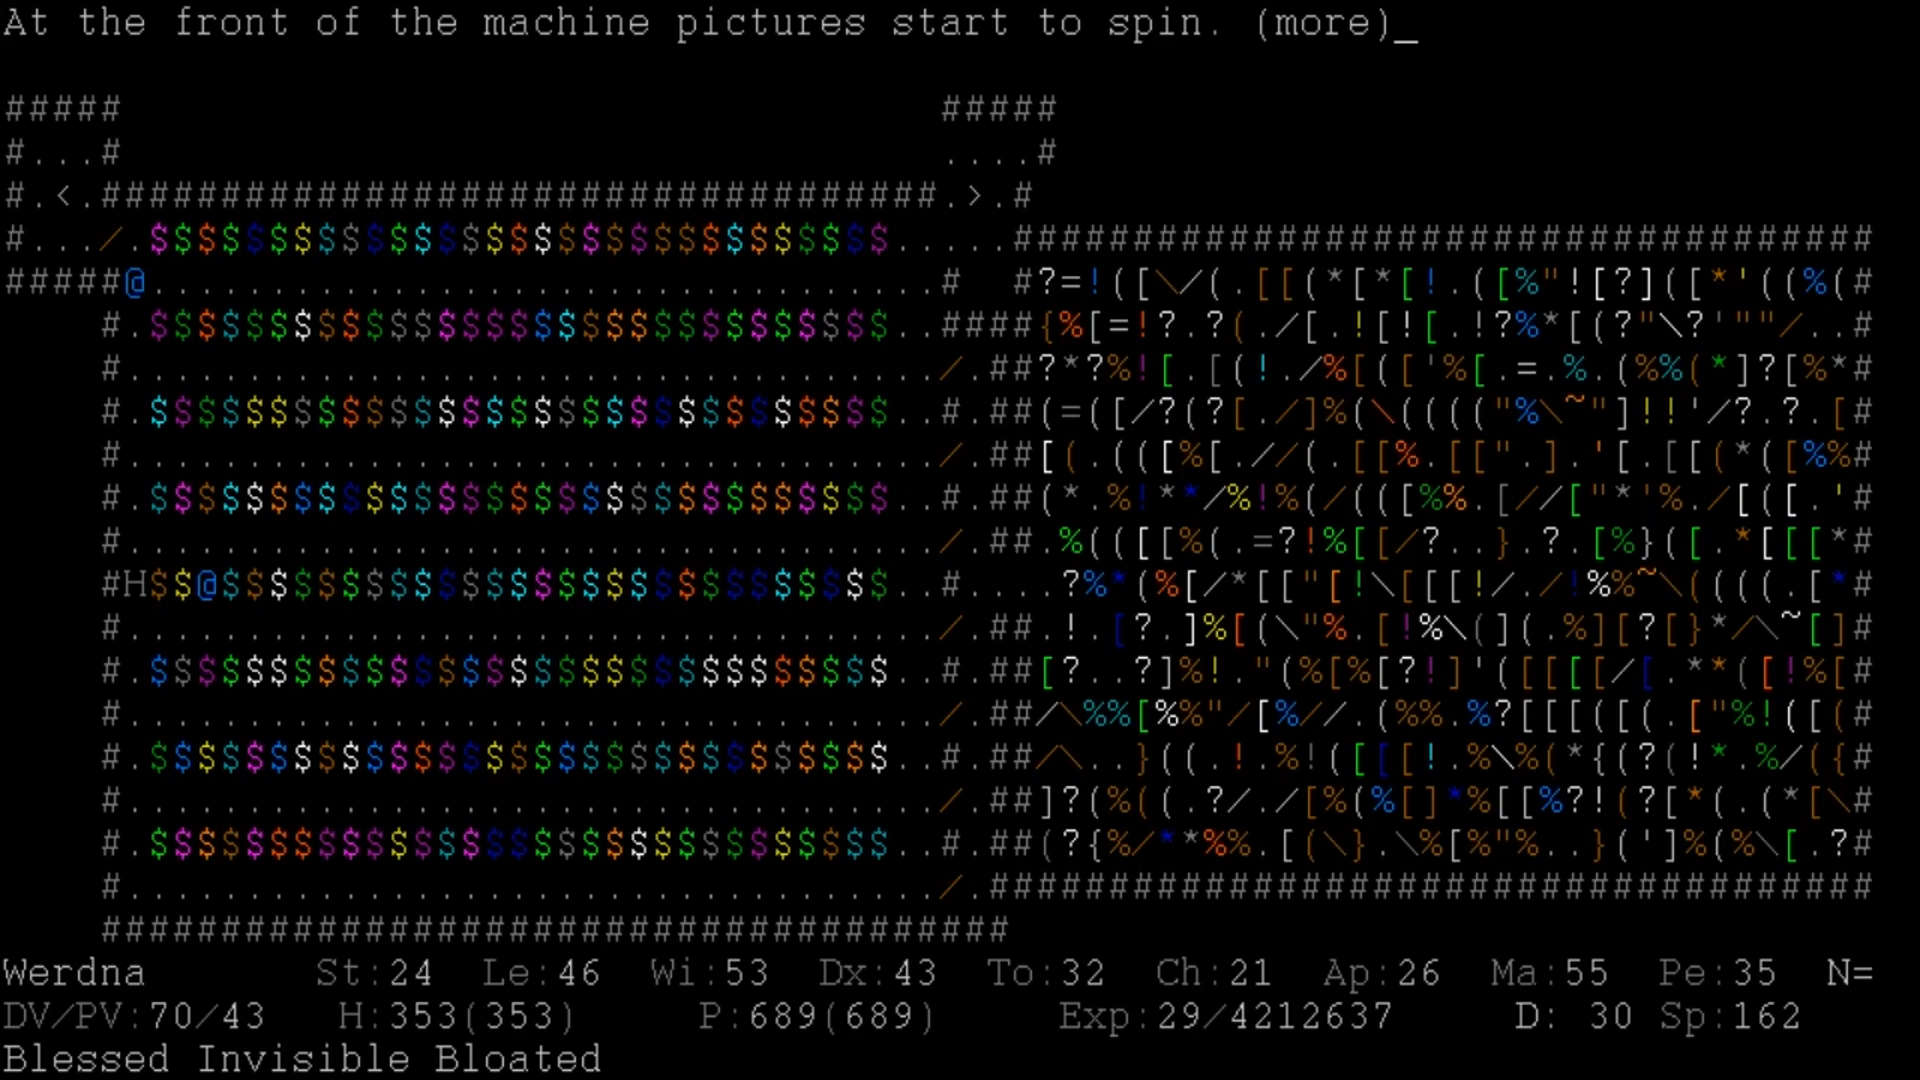 At the front of the machine pictures start to spin. (more)_
Werdna St:24 Le:46 Wi:53 Dx:43 To:32 Ch:21 Ap:26 Ma:55 Pe:35 N=
DV/PV:70/43 H:353(353) P:689(689) Exp:29/4212637 D: 30 Sp:162
Blessed Invisible Bloated